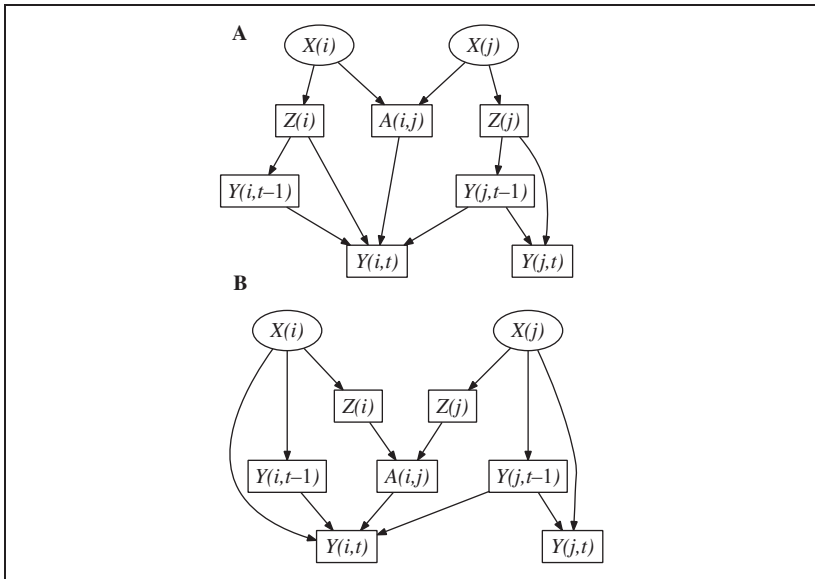 A
X(i) X(j)
Z(i) A(i,j) Z(j)
Y(i,t–1) Y(j,t–1)
Y(i,t) Y(j,t)
B
X(i) X(j)
Z(i) Z(j)
Y(i,t–1) A(i,j) Y(j,t–1)
Y(i,t) Y(j,t)